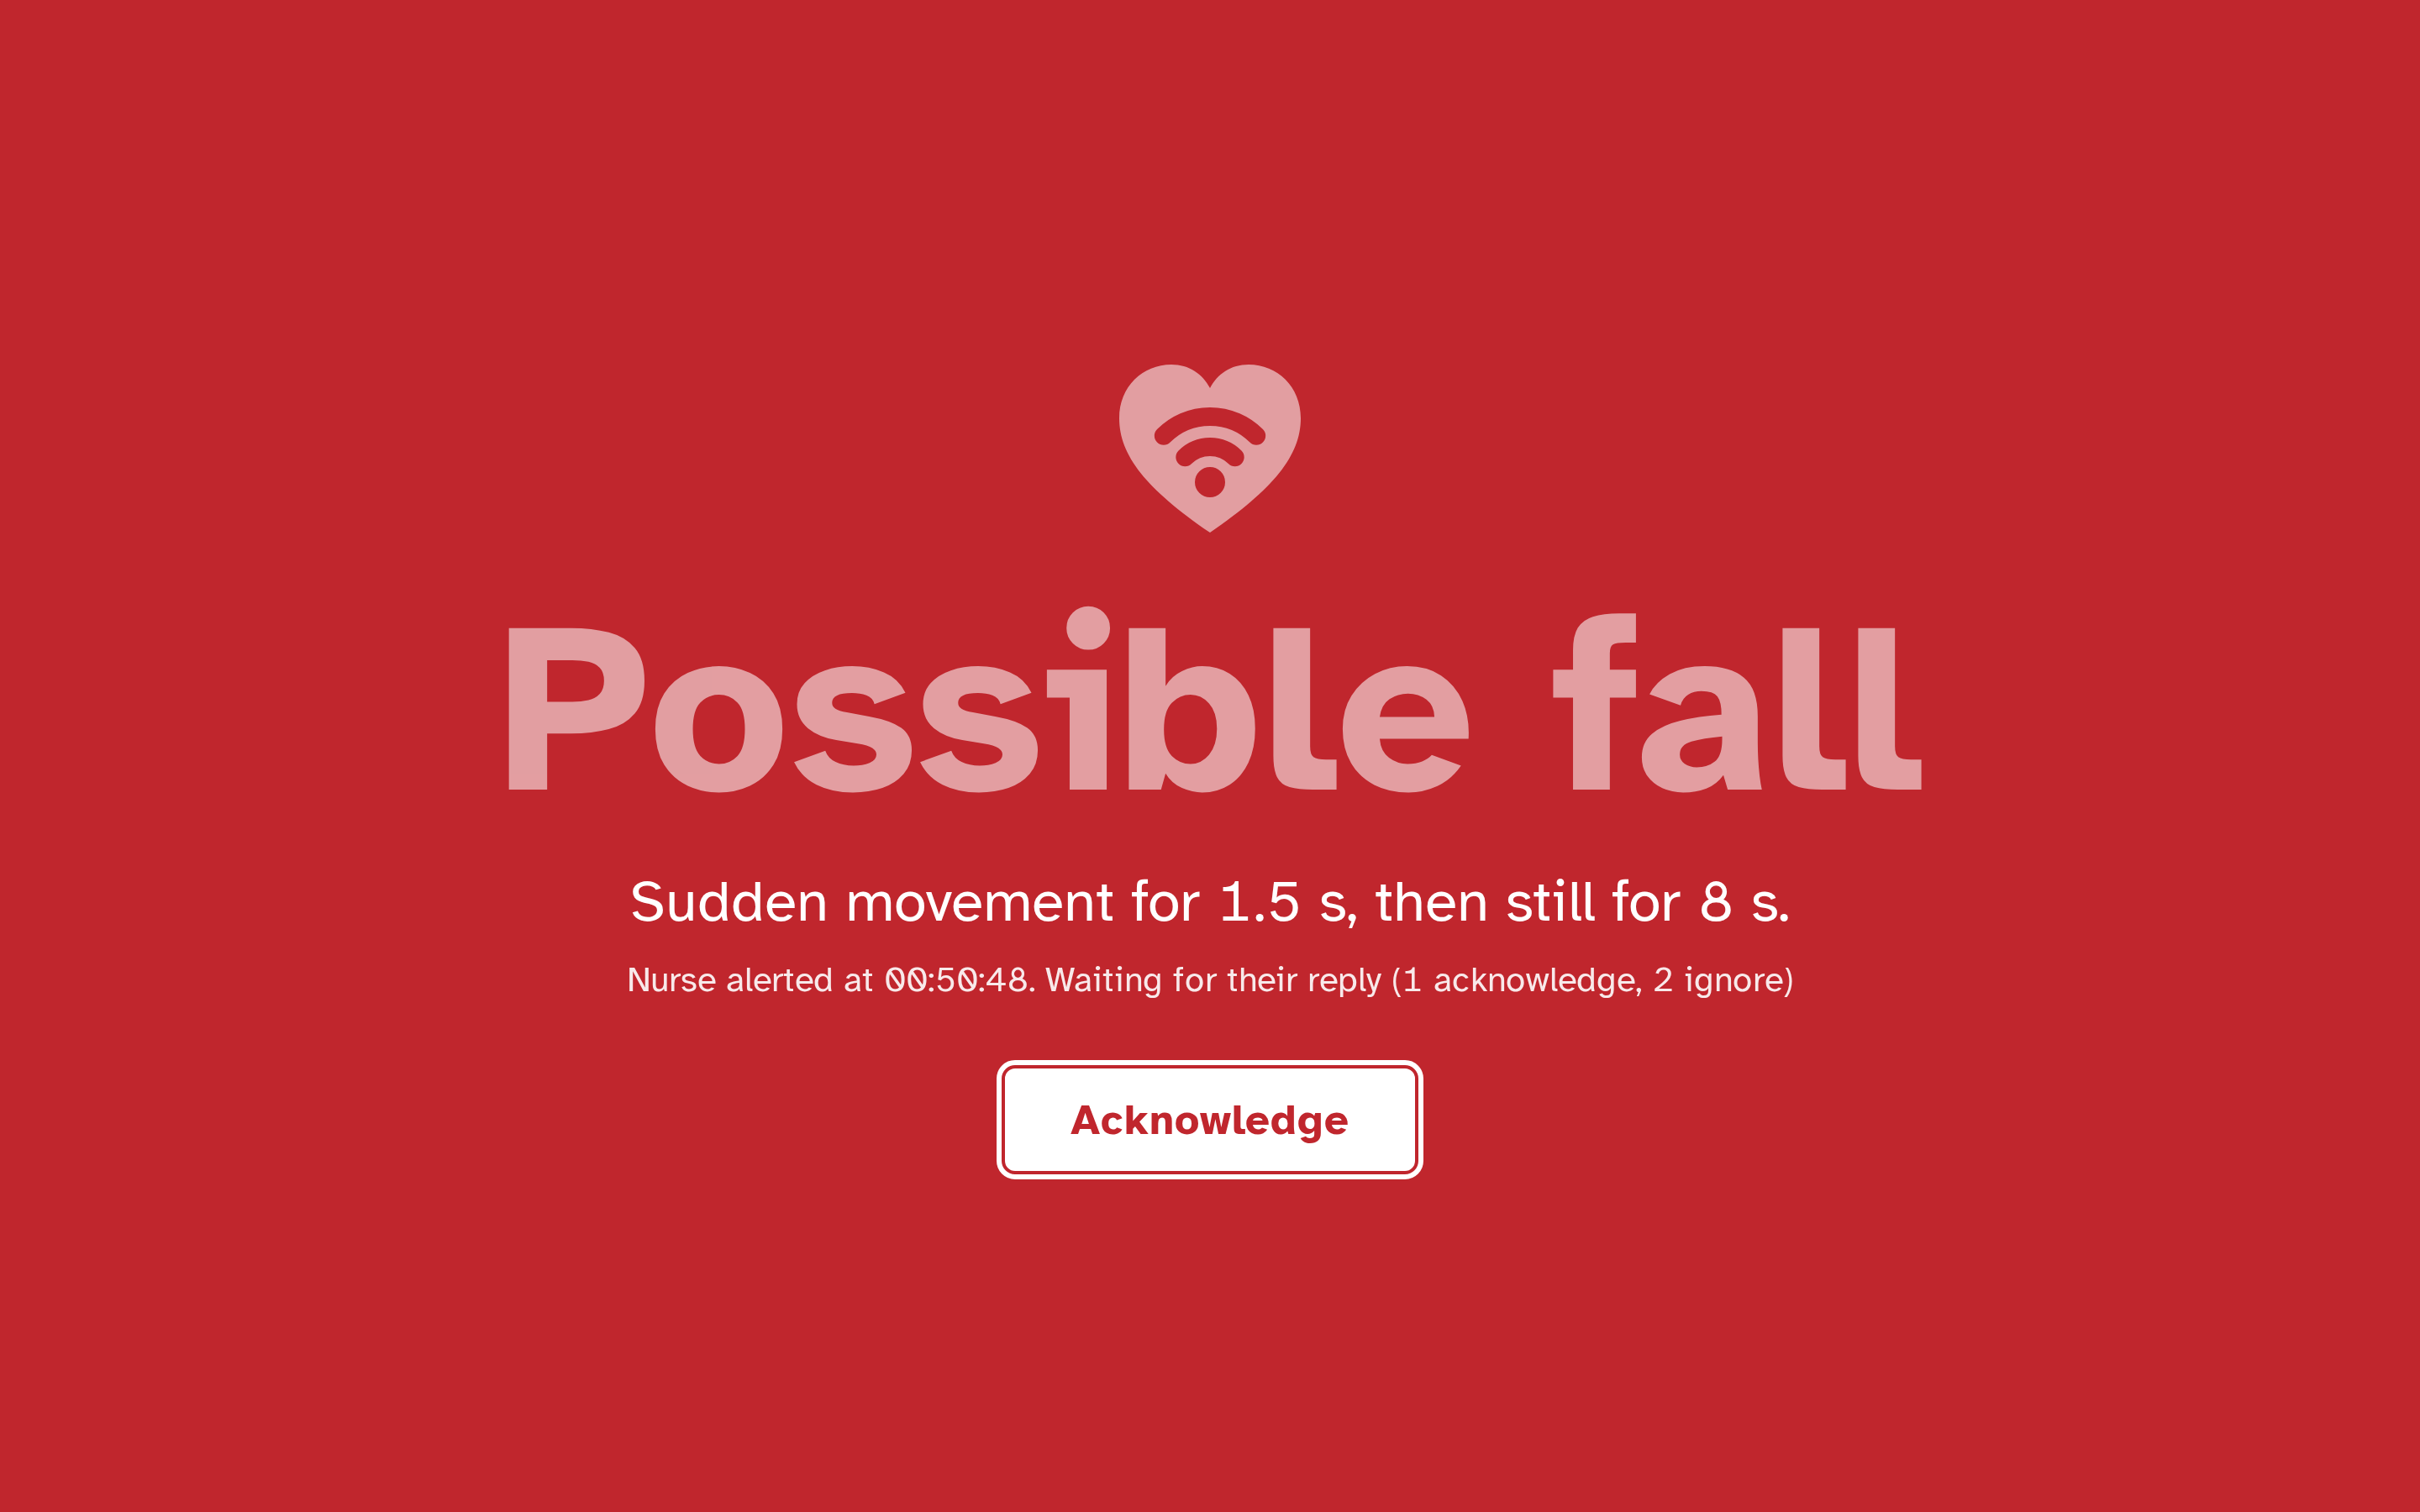 Possible fall
Sudden movement for 1.5 s, then still for 8 s.
Nurse alerted at 00:50:48. Waiting for their reply (1 acknowledge, 2 ignore)
Acknowledge